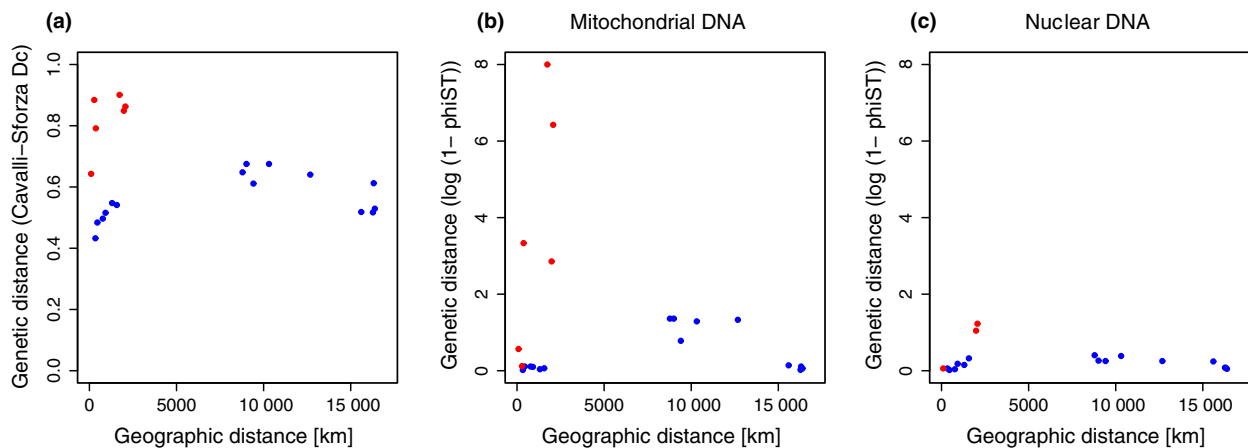 (a)
Genetic distance (Cavalli−Sforza Dc)
1.0
0.8
0.6
0.4
0.2
0.0
0 5000 10 000 15 000
Geographic distance [km]
(b) Mitochondrial DNA
Genetic distance (log (1− phiST))
8
6
4
2
0
0 5000 10 000 15 000
Geographic distance [km]
(c) Nuclear DNA
Genetic distance (log (1− phiST))
8
6
4
2
0
0 5000 10 000 15 000
Geographic distance [km]